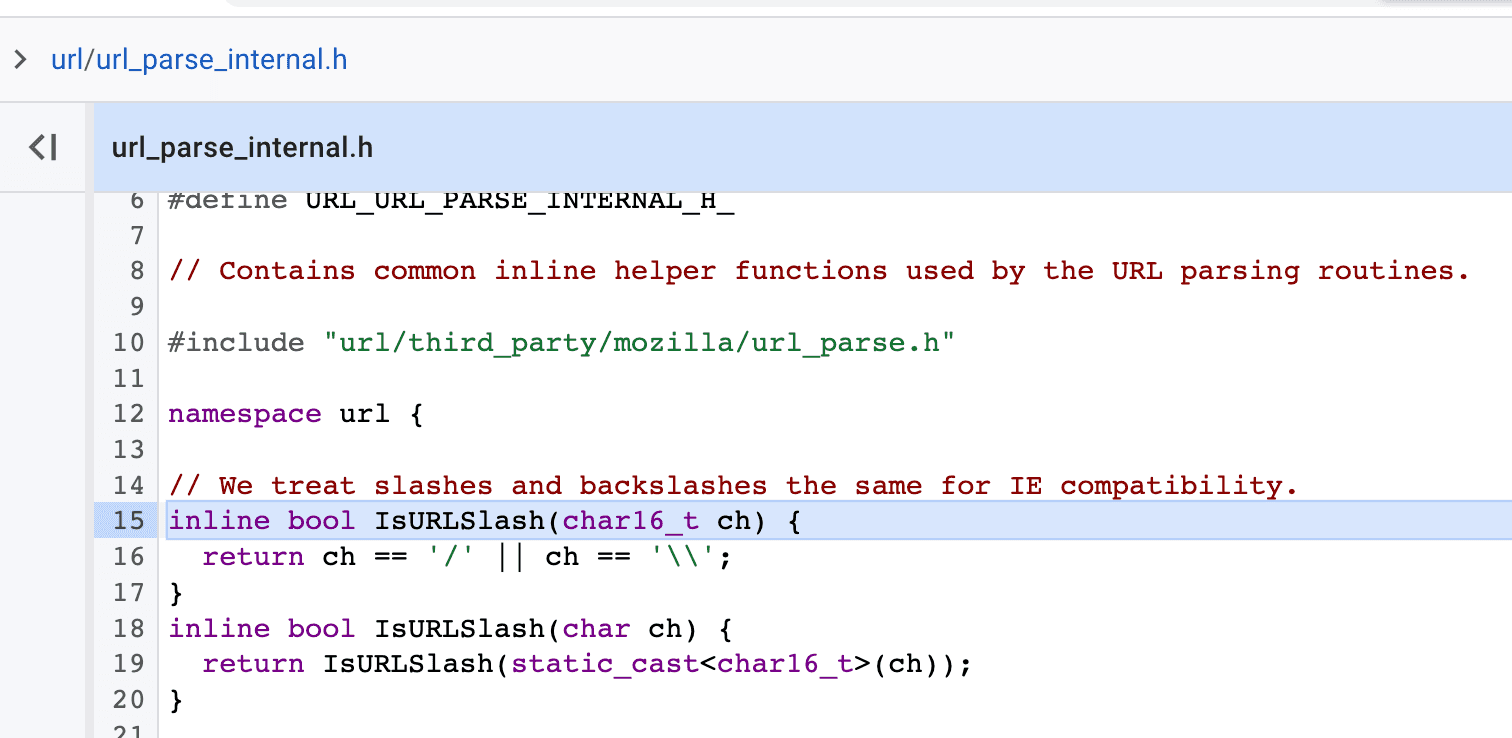 url/url_parse_internal.h
url_parse_internal.h
6 #define URL_URL_PARSE_INTERNAL_H_
7
8 // Contains common inline helper functions used by the URL parsing routines.
9
10 #include "url/third_party/mozilla/url_parse.h"
11
12 namespace url {
13
14 // We treat slashes and backslashes the same for IE compatibility.
15 inline bool IsURLSlash(char16_t ch) {
16   return ch == '/' || ch == '\\';
17 }
18 inline bool IsURLSlash(char ch) {
19   return IsURLSlash(static_cast<char16_t>(ch));
20 }
21